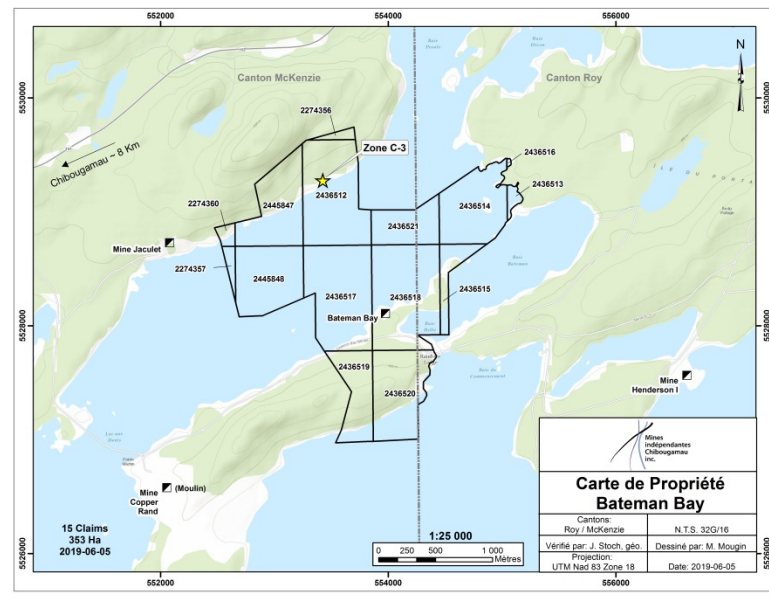 552000
554000
556000
5530000
5530000
Canton McKenzie
Canton Roy
N
2274356
Chibougamau ~ 8 Km
Zone C-3
2436516
2436513
2436512
2445847
2274360
2436514
2436521
Mine Jaculet
2274357
2445848
2436517
2436518
2436515
Bateman Bay
5528000
5528000
2436519
2436520
Mine
Henderson I
(Moulin)
Mine
Copper
Rand
15 Claims
353 Ha
2019-06-05
1:25 000
0 250 500 1 000
Mètres
Mines
indépendantes
Chibougamau
inc.
Carte de Propriété
Bateman Bay
Cantons:
Roy / McKenzie
N.T.S. 32G/16
Vérifié par: J. Stoch, géo.
Dessiné par: M. Mougin
Projection:
UTM Nad 83 Zone 18
Date: 2019-06-05
5526000
5526000
552000
554000
556000